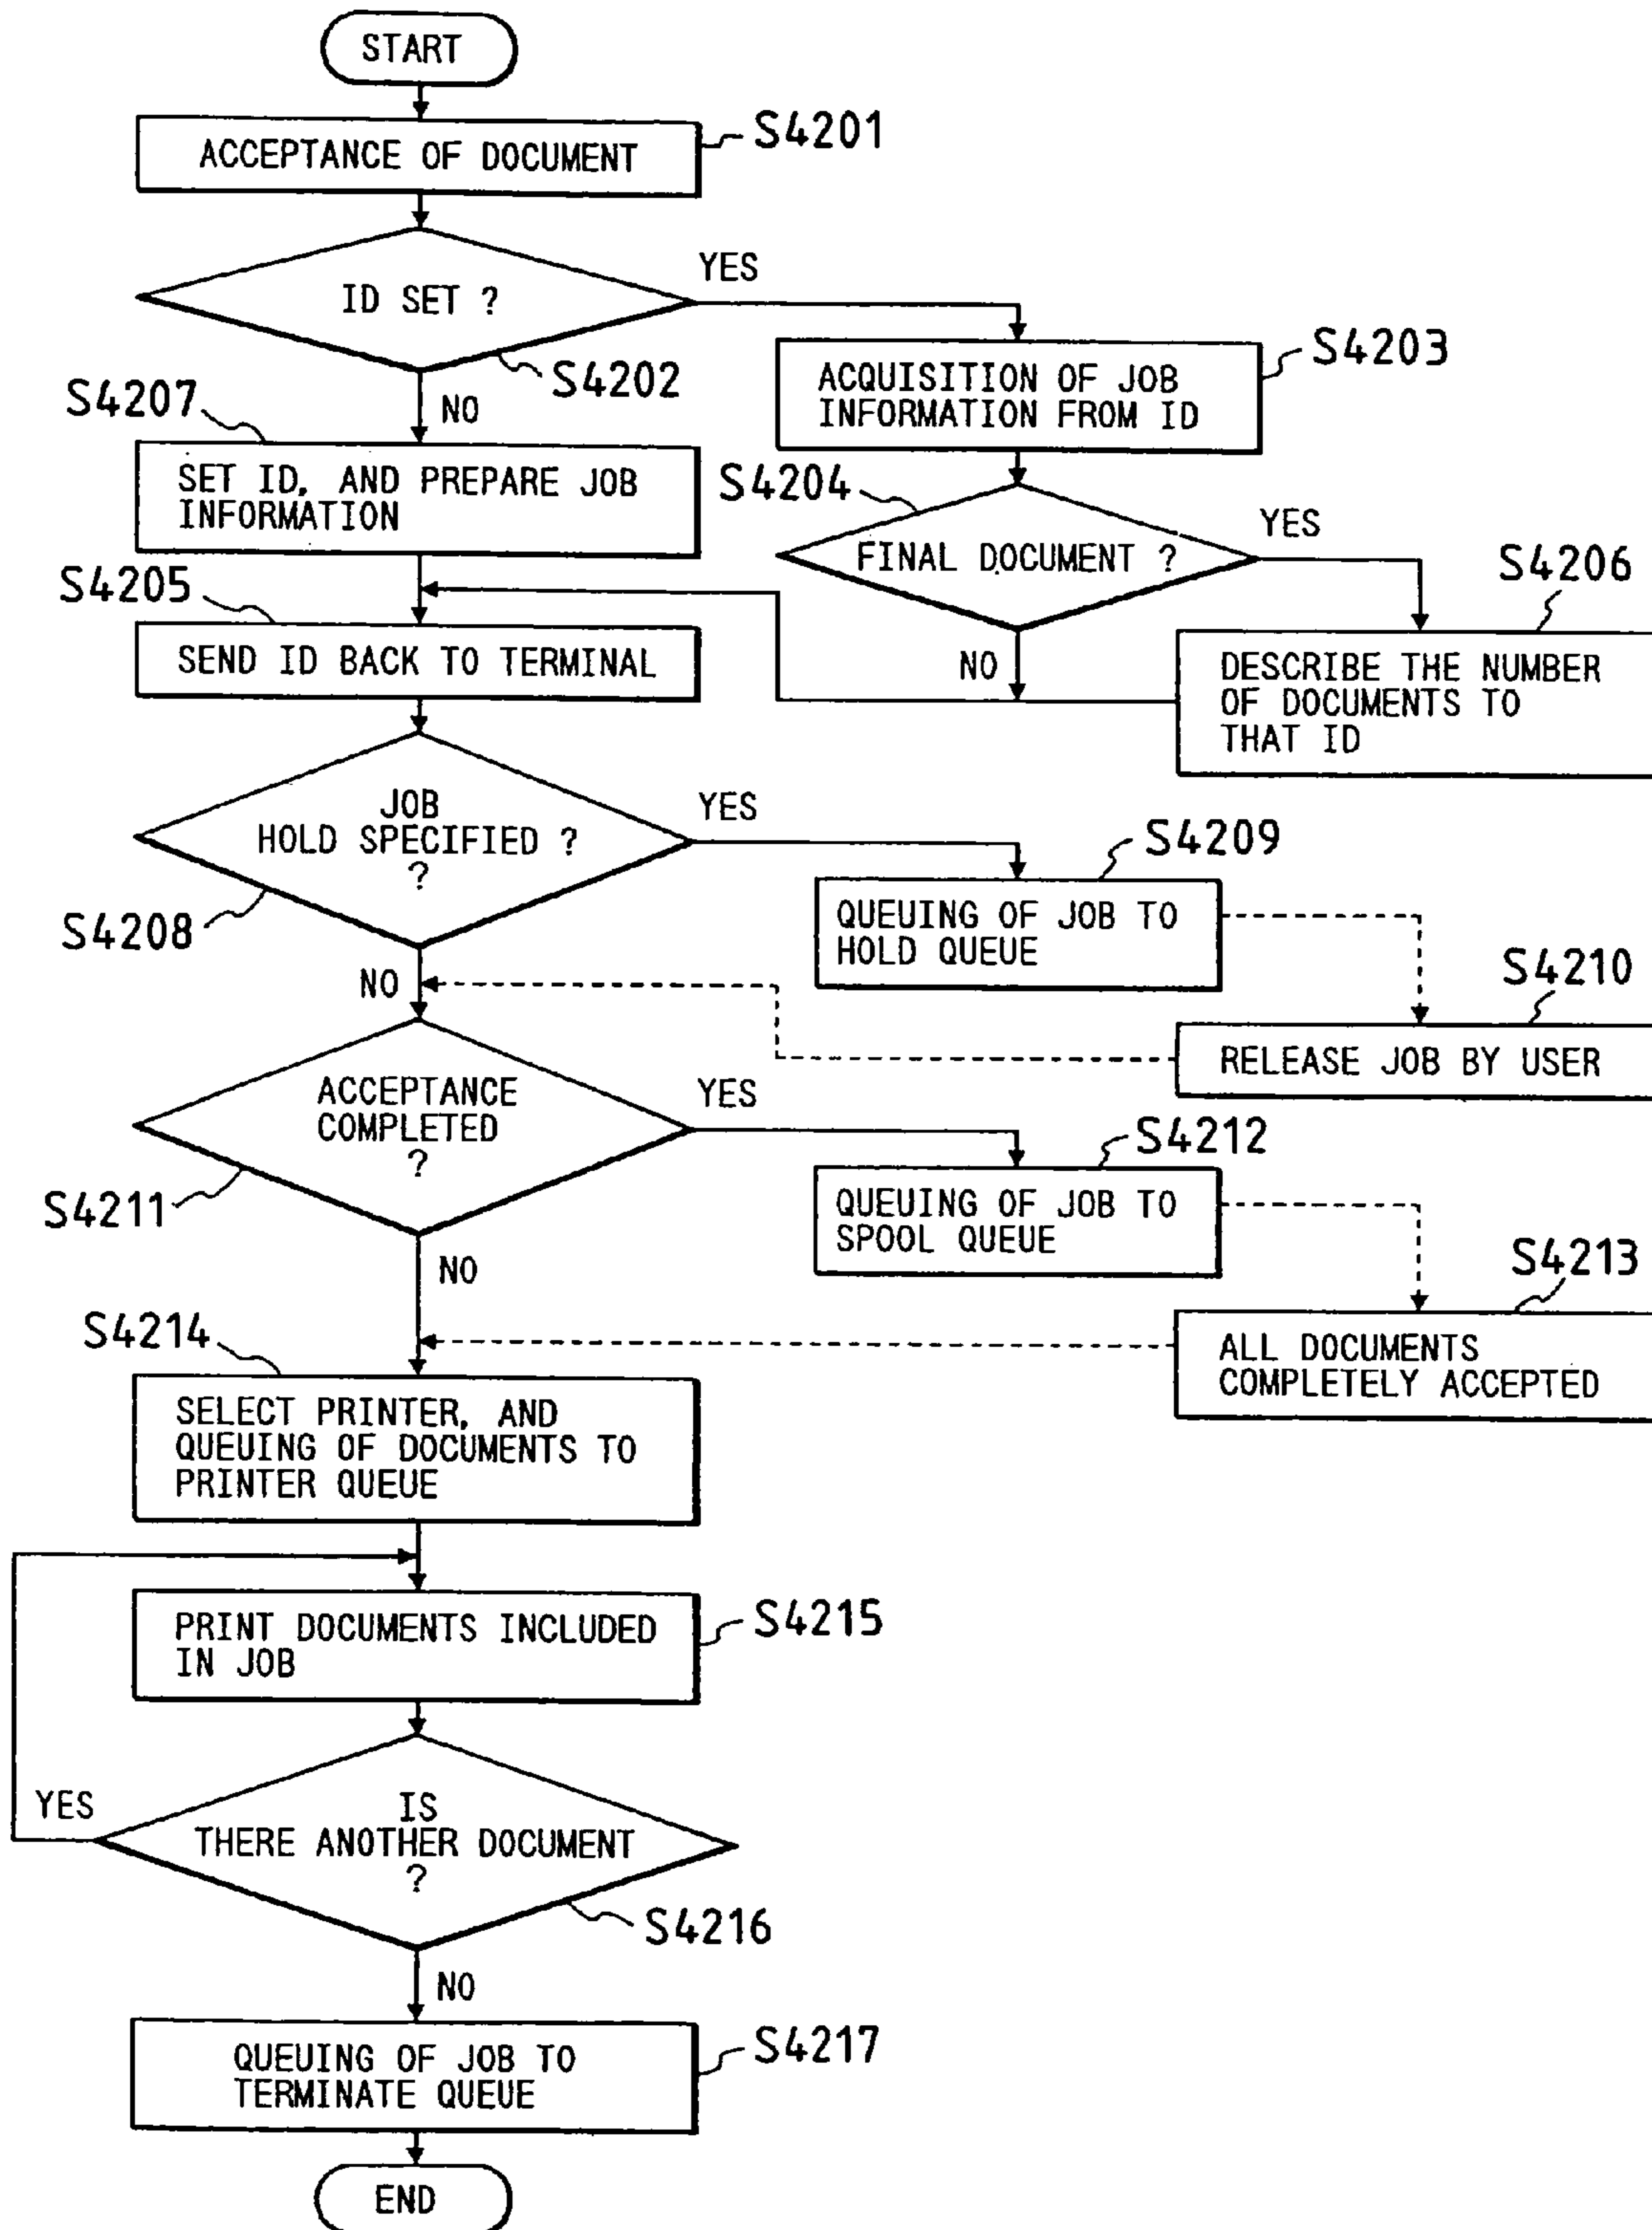 START
ACCEPTANCE OF DOCUMENT
S4201
ID SET ?
YES
S4202
NO
ACQUISITION OF JOB
INFORMATION FROM ID
S4203
S4207
SET ID, AND PREPARE JOB
INFORMATION
S4204
FINAL DOCUMENT ?
YES
NO
S4206
DESCRIBE THE NUMBER
OF DOCUMENTS TO
THAT ID
S4205
SEND ID BACK TO TERMINAL
JOB
HOLD SPECIFIED ?
?
YES
S4208
NO
S4209
QUEUING OF JOB TO
HOLD QUEUE
S4210
RELEASE JOB BY USER
ACCEPTANCE
COMPLETED
?
YES
S4211
NO
S4212
QUEUING OF JOB TO
SPOOL QUEUE
S4213
ALL DOCUMENTS
COMPLETELY ACCEPTED
S4214
SELECT PRINTER, AND
QUEUING OF DOCUMENTS TO
PRINTER QUEUE
PRINT DOCUMENTS INCLUDED
IN JOB
S4215
YES
IS
THERE ANOTHER DOCUMENT
?
S4216
NO
QUEUING OF JOB TO
TERMINATE QUEUE
S4217
END